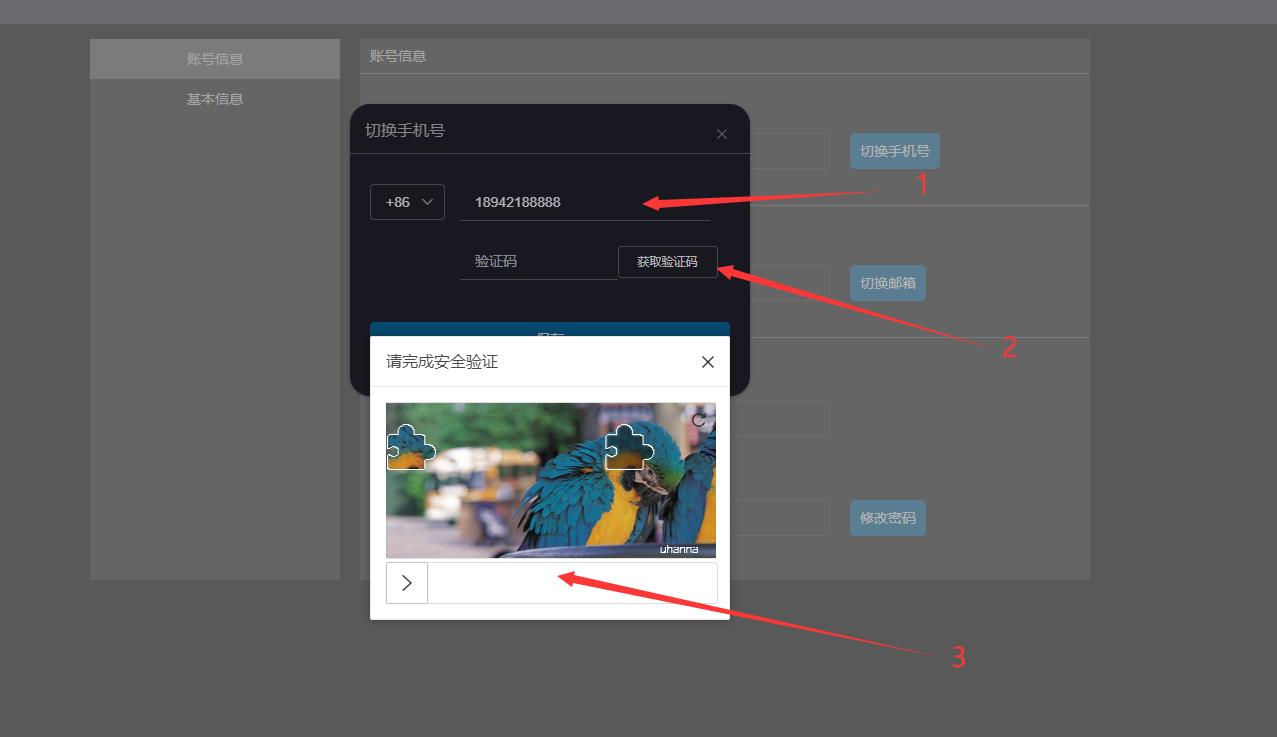 账号信息
基本信息
账号信息
切换手机号
切换手机号
+86
18942188888
1
验证码
获取验证码
切换邮箱
2
保存
请完成安全验证
uhanna
修改密码
3